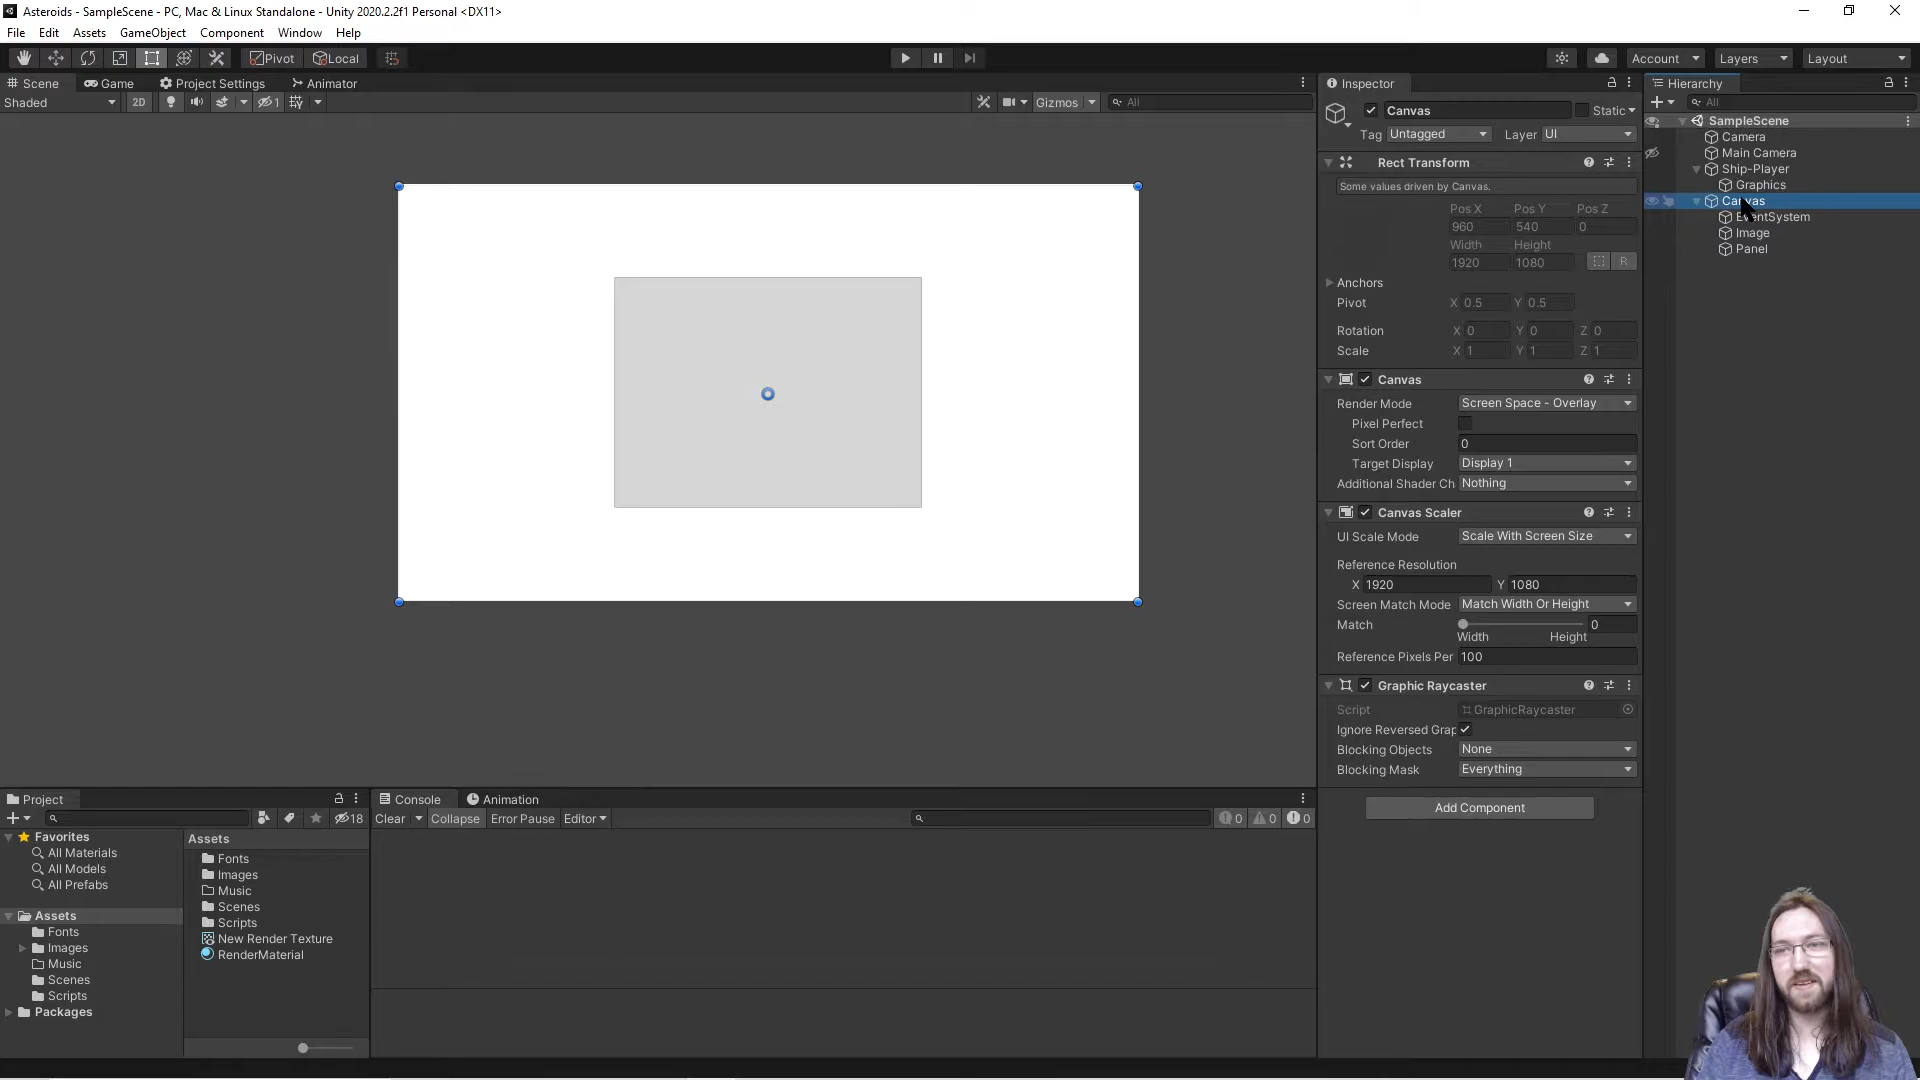 Asteroids - SampleScene - PC, Mac & Linux Standalone - Unity 2020.2.2f1 Personal <DX11>
File Edit Assets GameObject Component Window Help
Pivot Local Account Layers Layout
Scene Game Project Settings Animator
Shaded 2D 1 Gizmos All
Inspector
Canvas Static
Tag Untagged Layer UI
Rect Transform
Some values driven by Canvas.
Pos X Pos Y Pos Z
960 540 0
Width Height
1920 1080 R
Anchors
Pivot X 0.5 Y 0.5
Rotation X 0 Y 0 Z 0
Scale X 1 Y 1 Z 1
Canvas
Render Mode Screen Space - Overlay
Pixel Perfect
Sort Order 0
Target Display Display 1
Additional Shader Ch Nothing
Canvas Scaler
UI Scale Mode Scale With Screen Size
Reference Resolution
X 1920 Y 1080
Screen Match Mode Match Width Or Height
Match 0
Width Height
Reference Pixels Per 100
Graphic Raycaster
Script GraphicRaycaster
Ignore Reversed Grap
Blocking Objects None
Blocking Mask Everything
Add Component
Hierarchy
All
SampleScene
Camera
Main Camera
Ship-Player
Graphics
Canvas
EventSystem
Image
Panel
Project
18
Favorites
All Materials
All Models
All Prefabs
Assets
Fonts
Images
Music
Scenes
Scripts
Packages
Assets
Fonts
Images
Music
Scenes
Scripts
New Render Texture
RenderMaterial
Console Animation
Clear Collapse Error Pause Editor 0 0 0